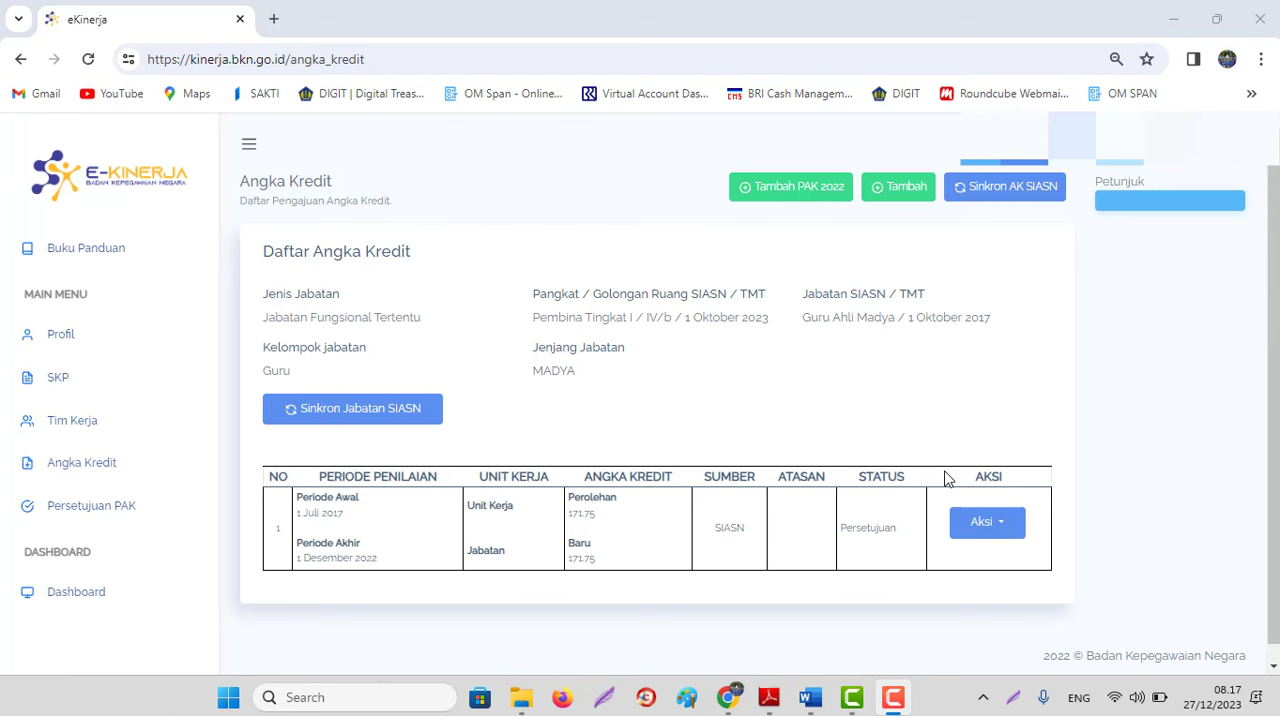 eKinerja
https://kinerja.bkn.go.id/angka_kredit
Gmail YouTube Maps SAKTI DIGIT | Digital Treas... OM Span - Online... Virtual Account Das... BRI Cash Managem... DIGIT Roundcube Webmai... OM SPAN
E-KINERJA
BADAN KEPEGAWAIAN NEGARA
Angka Kredit
Daftar Pengajuan Angka Kredit.
Tambah PAK 2022 Tambah Sinkron AK SIASN
Petunjuk
Buku Panduan
MAIN MENU
Profil
SKP
Tim Kerja
Angka Kredit
Persetujuan PAK
DASHBOARD
Dashboard
Daftar Angka Kredit
Jenis Jabatan Pangkat / Golongan Ruang SIASN / TMT Jabatan SIASN / TMT
Jabatan Fungsional Tertentu Pembina Tingkat I / IV/b / 1 Oktober 2023 Guru Ahli Madya / 1 Oktober 2017
Kelompok jabatan Jenjang Jabatan
Guru MADYA
Sinkron Jabatan SIASN
NO PERIODE PENILAIAN UNIT KERJA ANGKA KREDIT SUMBER ATASAN STATUS AKSI
Periode Awal Perolehan
1 Juli 2017 Unit Kerja 171.75
1 SIASN Persetujuan Aksi
Periode Akhir Baru
1 Desember 2022 Jabatan 171.75
2022 © Badan Kepegawaian Negara
Search
ENG
08.17
27/12/2023